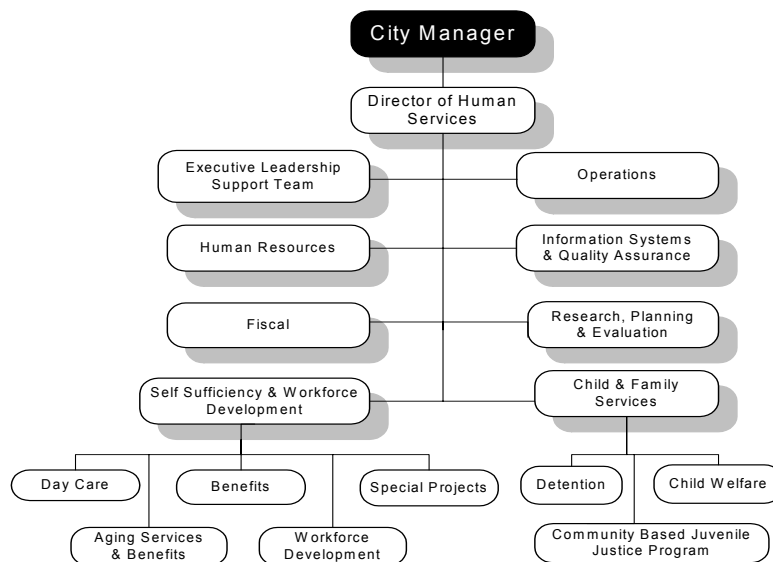 City Manager
Director of Human
Services
Executive Leadership
Support Team
Operations
Human Resources
Information Systems
& Quality Assurance
Fiscal
Research, Planning
& Evaluation
Self Sufficiency & Workforce
Development
Child & Family
Services
Day Care
Benefits
Special Projects
Detention
Child Welfare
Aging Services
& Benefits
Workforce
Development
Community Based Juvenile
Justice Program